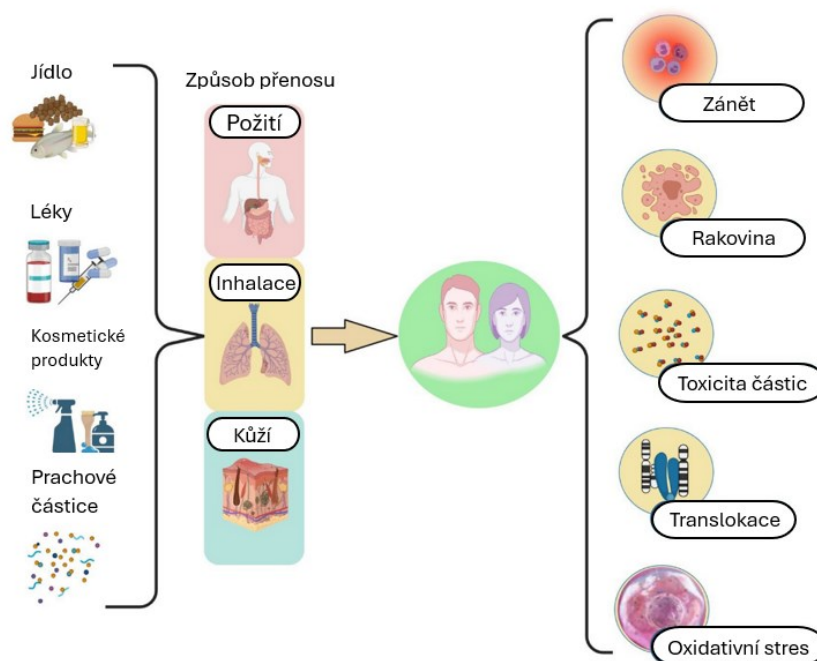 Jídlo
Léky
Kosmetické
produkty
Prachové
částice
Způsob přenosu
Požití
Inhalace
Kůží
Zánět
Rakovina
Toxicita částic
Translokace
Oxidativní stres